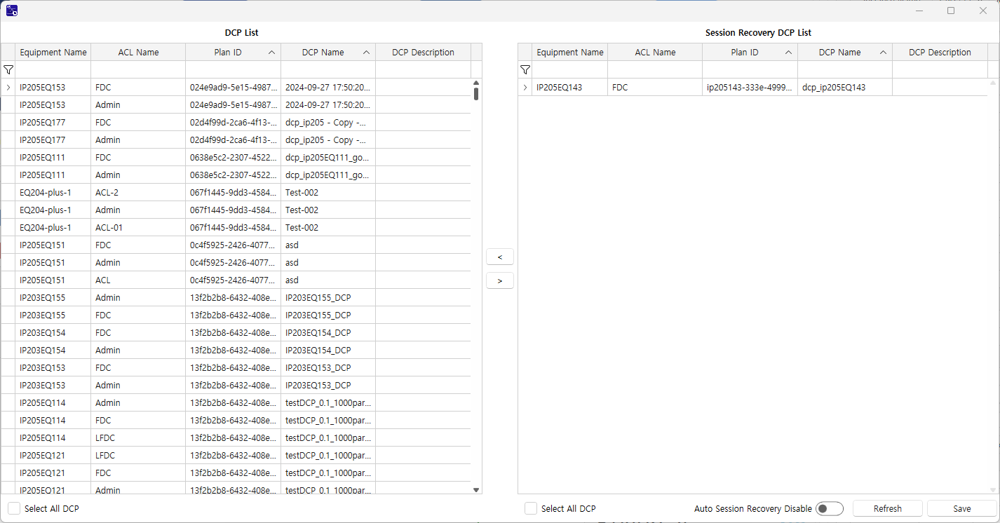 DCP List
Equipment Name ACL Name Plan ID DCP Name DCP Description
IP205EQ153 FDC 024e9ad9-5e15-4987... 2024-09-27 17:50:20...
IP205EQ153 Admin 024e9ad9-5e15-4987... 2024-09-27 17:50:20...
IP205EQ177 FDC 02d4f99d-2ca6-4f13-... dcp_ip205 - Copy -...
IP205EQ177 Admin 02d4f99d-2ca6-4f13-... dcp_ip205 - Copy -...
IP205EQ111 FDC 0638e5c2-2307-4522... dcp_ip205EQ111_go...
IP205EQ111 Admin 0638e5c2-2307-4522... dcp_ip205EQ111_go...
EQ204-plus-1 ACL-2 067f1445-9dd3-4584... Test-002
EQ204-plus-1 Admin 067f1445-9dd3-4584... Test-002
EQ204-plus-1 ACL-01 067f1445-9dd3-4584... Test-002
IP205EQ151 FDC 0c4f5925-2426-4077... asd
IP205EQ151 Admin 0c4f5925-2426-4077... asd
IP205EQ151 ACL 0c4f5925-2426-4077... asd
IP203EQ155 Admin 13f2b2b8-6432-408e... IP203EQ155_DCP
IP203EQ155 FDC 13f2b2b8-6432-408e... IP203EQ155_DCP
IP203EQ154 FDC 13f2b2b8-6432-408e... IP203EQ154_DCP
IP203EQ154 Admin 13f2b2b8-6432-408e... IP203EQ154_DCP
IP203EQ153 FDC 13f2b2b8-6432-408e... IP203EQ153_DCP
IP203EQ153 Admin 13f2b2b8-6432-408e... IP203EQ153_DCP
IP205EQ114 Admin 13f2b2b8-6432-408e... testDCP_0.1_1000par...
IP205EQ114 FDC 13f2b2b8-6432-408e... testDCP_0.1_1000par...
IP205EQ114 LFDC 13f2b2b8-6432-408e... testDCP_0.1_1000par...
IP205EQ121 LFDC 13f2b2b8-6432-408e... testDCP_0.1_1000par...
IP205EQ121 FDC 13f2b2b8-6432-408e... testDCP_0.1_1000par...
IP205EQ121 Admin 13f2b2b8-6432-408e... testDCP_0.1_1000par...
Select All DCP
<
>
Session Recovery DCP List
Equipment Name ACL Name Plan ID DCP Name DCP Description
IP205EQ143 FDC ip205143-333e-4999... dcp_ip205EQ143
Select All DCP Auto Session Recovery Disable Refresh Save